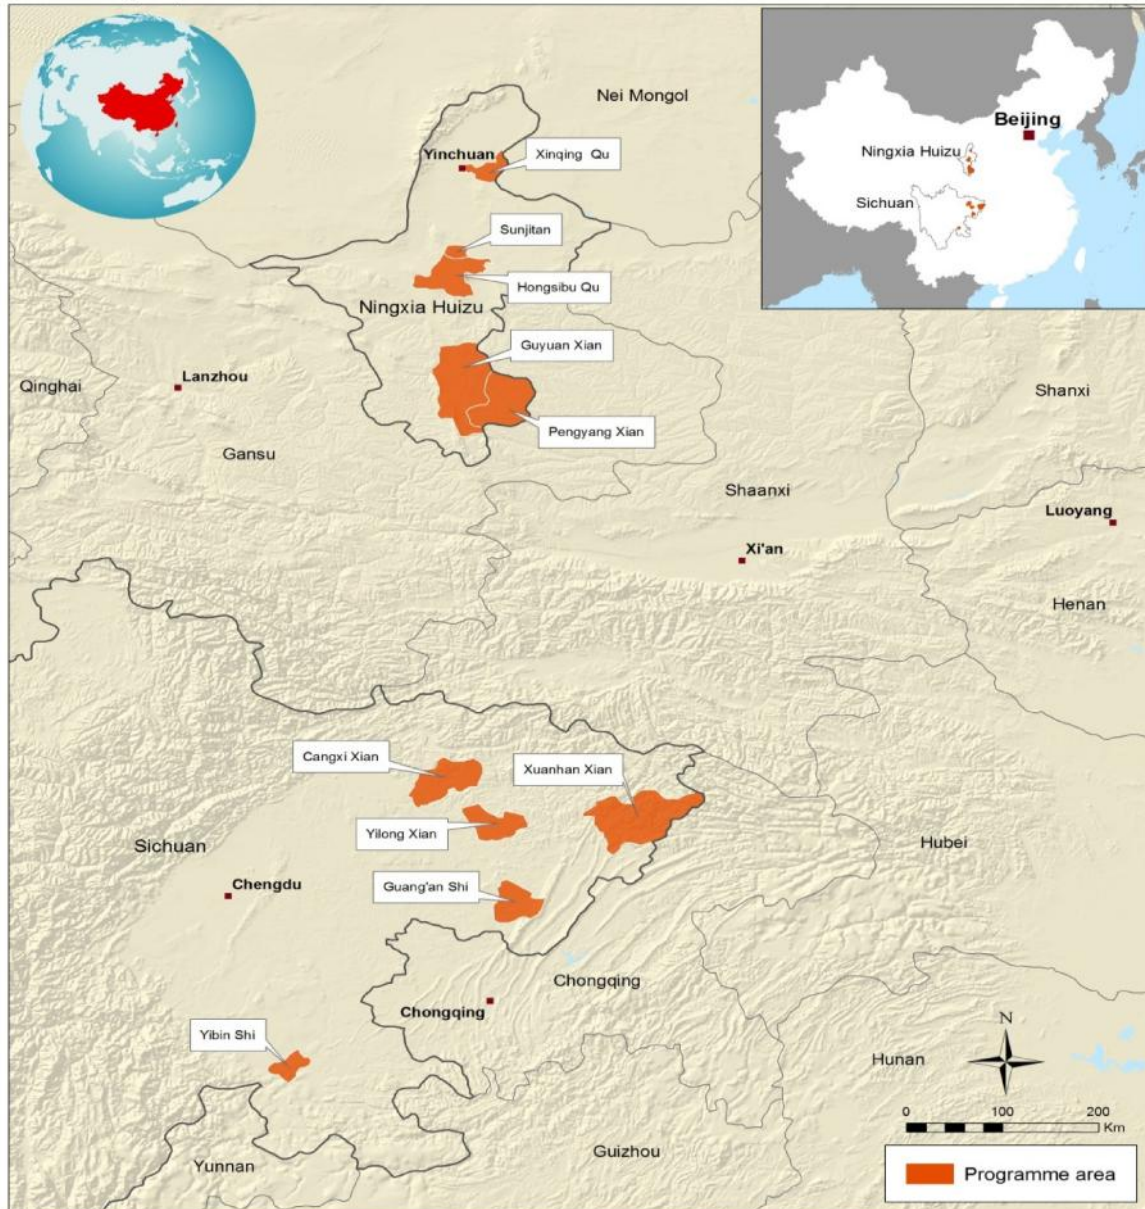 Nei Mongol
Beijing
Ningxia Huizu
Sichuan
Yinchuan
Xinqing Qu
Sunjitan
Hongsibu Qu
Ningxia Huizu
Guyuan Xian
Pengyang Xian
Qinghai
Lanzhou
Gansu
Shanxi
Shaanxi
Luoyang
Xi'an
Henan
Cangxi Xian
Xuanhan Xian
Yilong Xian
Sichuan
Hubei
Chengdu
Guang'an Shi
Chongqing
Chongqing
Yibin Shi
N
Hunan
0 100 200
Km
Guizhou
Yunnan
Programme area